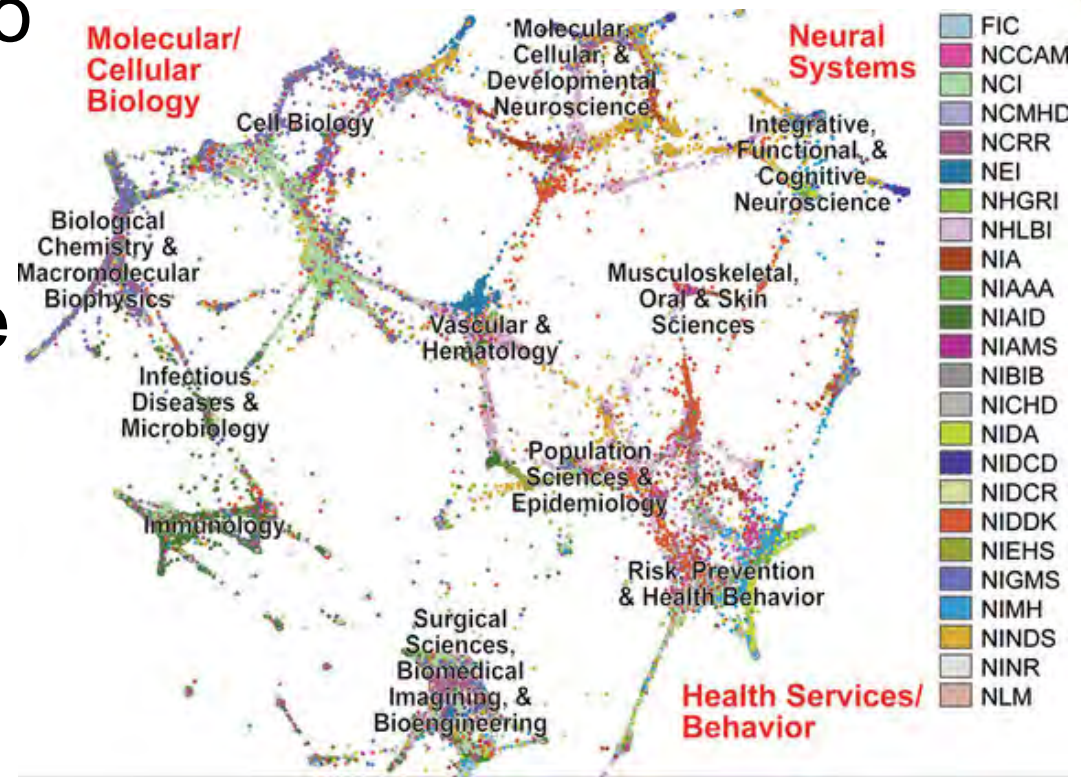 b
e
Molecular/
Cellular
Biology
Cell Biology
Molecular,
Cellular, &
Developmental
Neuroscience
Neural
Systems
Integrative,
Functional, &
Cognitive
Neuroscience
Biological
Chemistry &
Macromolecular
Biophysics
Musculoskeletal,
Oral & Skin
Sciences
Vascular &
Hematology
Infectious
Diseases &
Microbiology
Population
Sciences &
Epidemiology
Immunology
Risk, Prevention
& Health Behavior
Surgical
Sciences,
Biomedical
Imagining, &
Bioengineering
Health Services/
Behavior
FIC
NCCAM
NCI
NCMHD
NCRR
NEI
NHGRI
NHLBI
NIA
NIAAA
NIAID
NIAMS
NIBIB
NICHD
NIDA
NIDCD
NIDCR
NIDDK
NIEHS
NIGMS
NIMH
NINDS
NINR
NLM